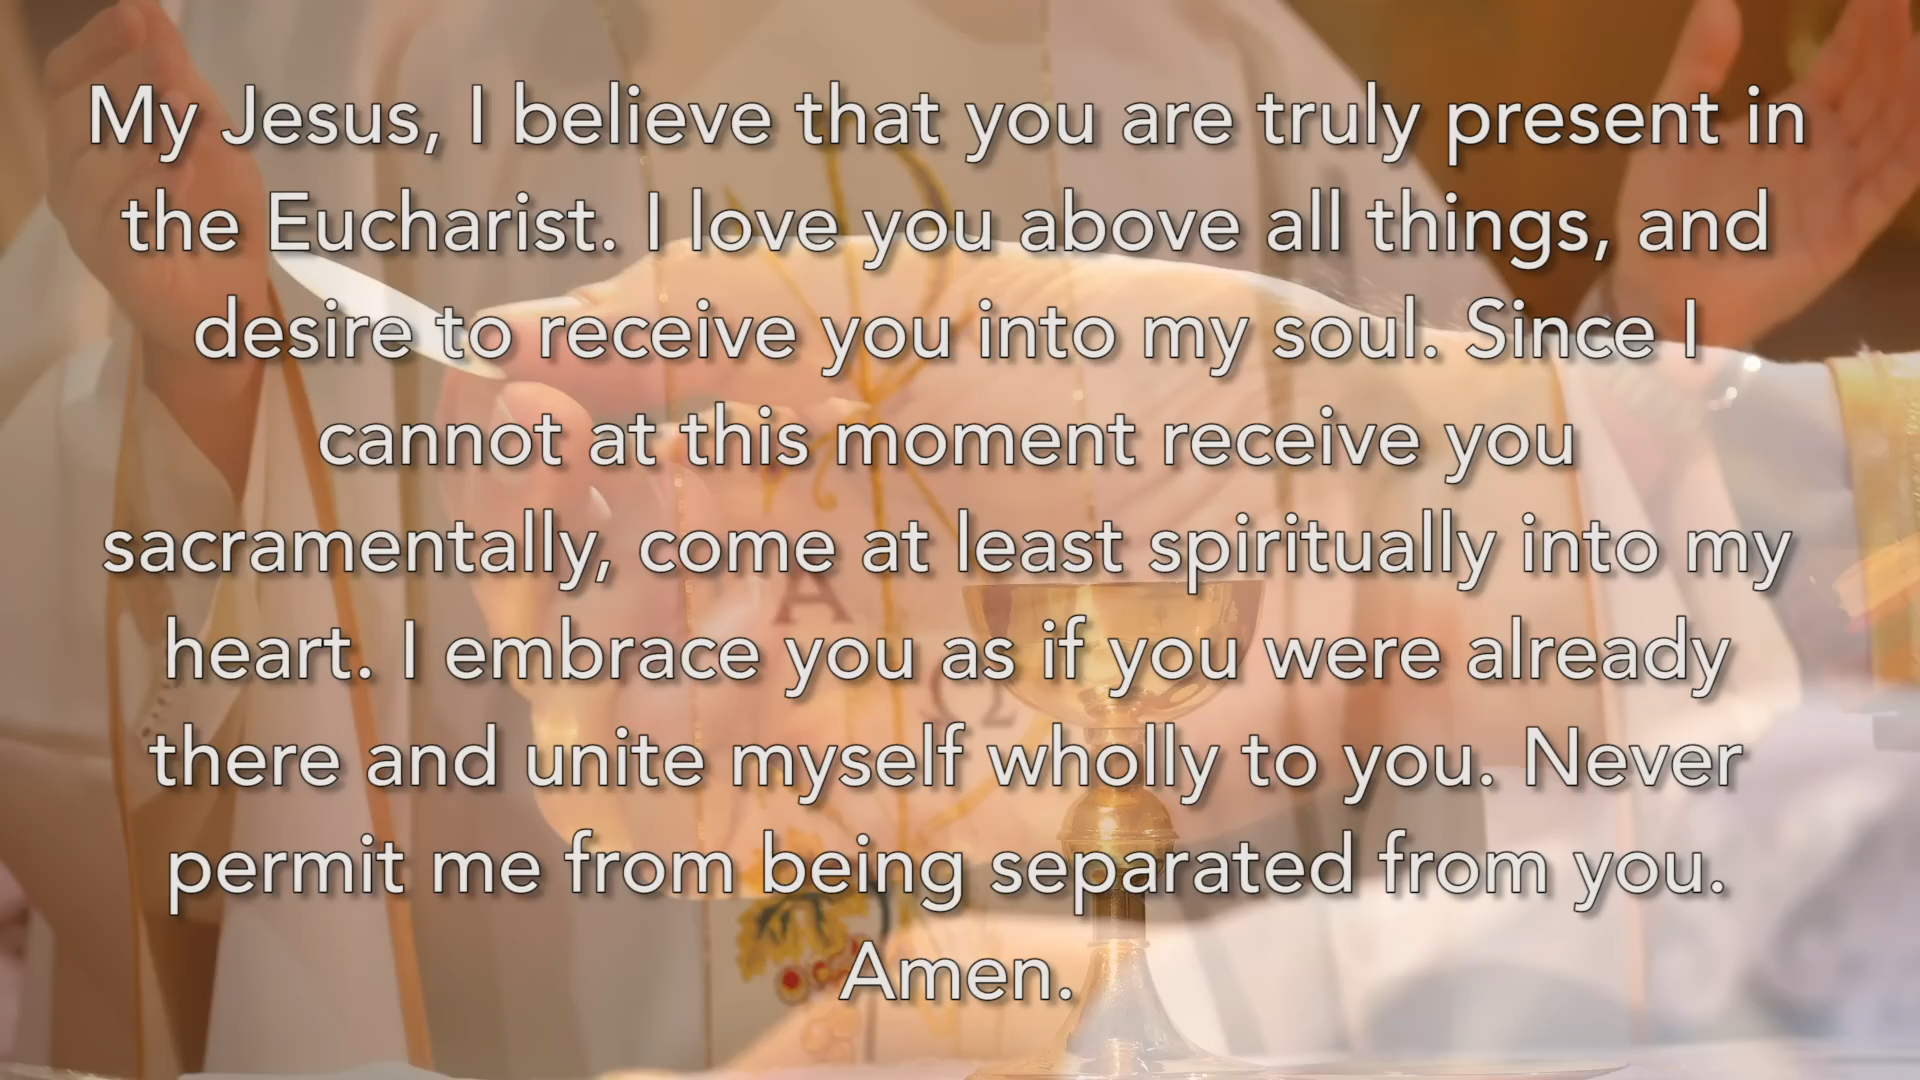 My Jesus, I believe that you are truly present in
the Eucharist. I love you above all things, and
desire to receive you into my soul. Since I
cannot at this moment receive you
sacramentally, come at least spiritually into my
heart. I embrace you as if you were already
there and unite myself wholly to you. Never
permit me from being separated from you.
Amen.
Α
Ω